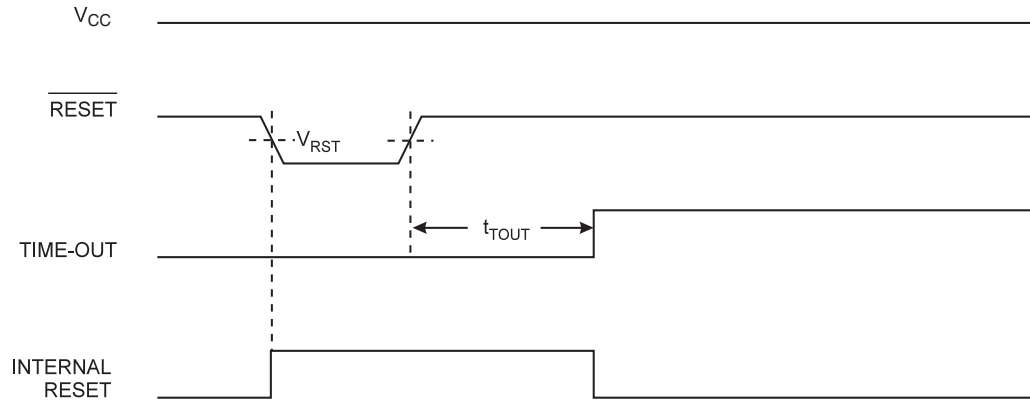 VCC
RESET
VRST
tTOUT
TIME-OUT
INTERNAL
RESET